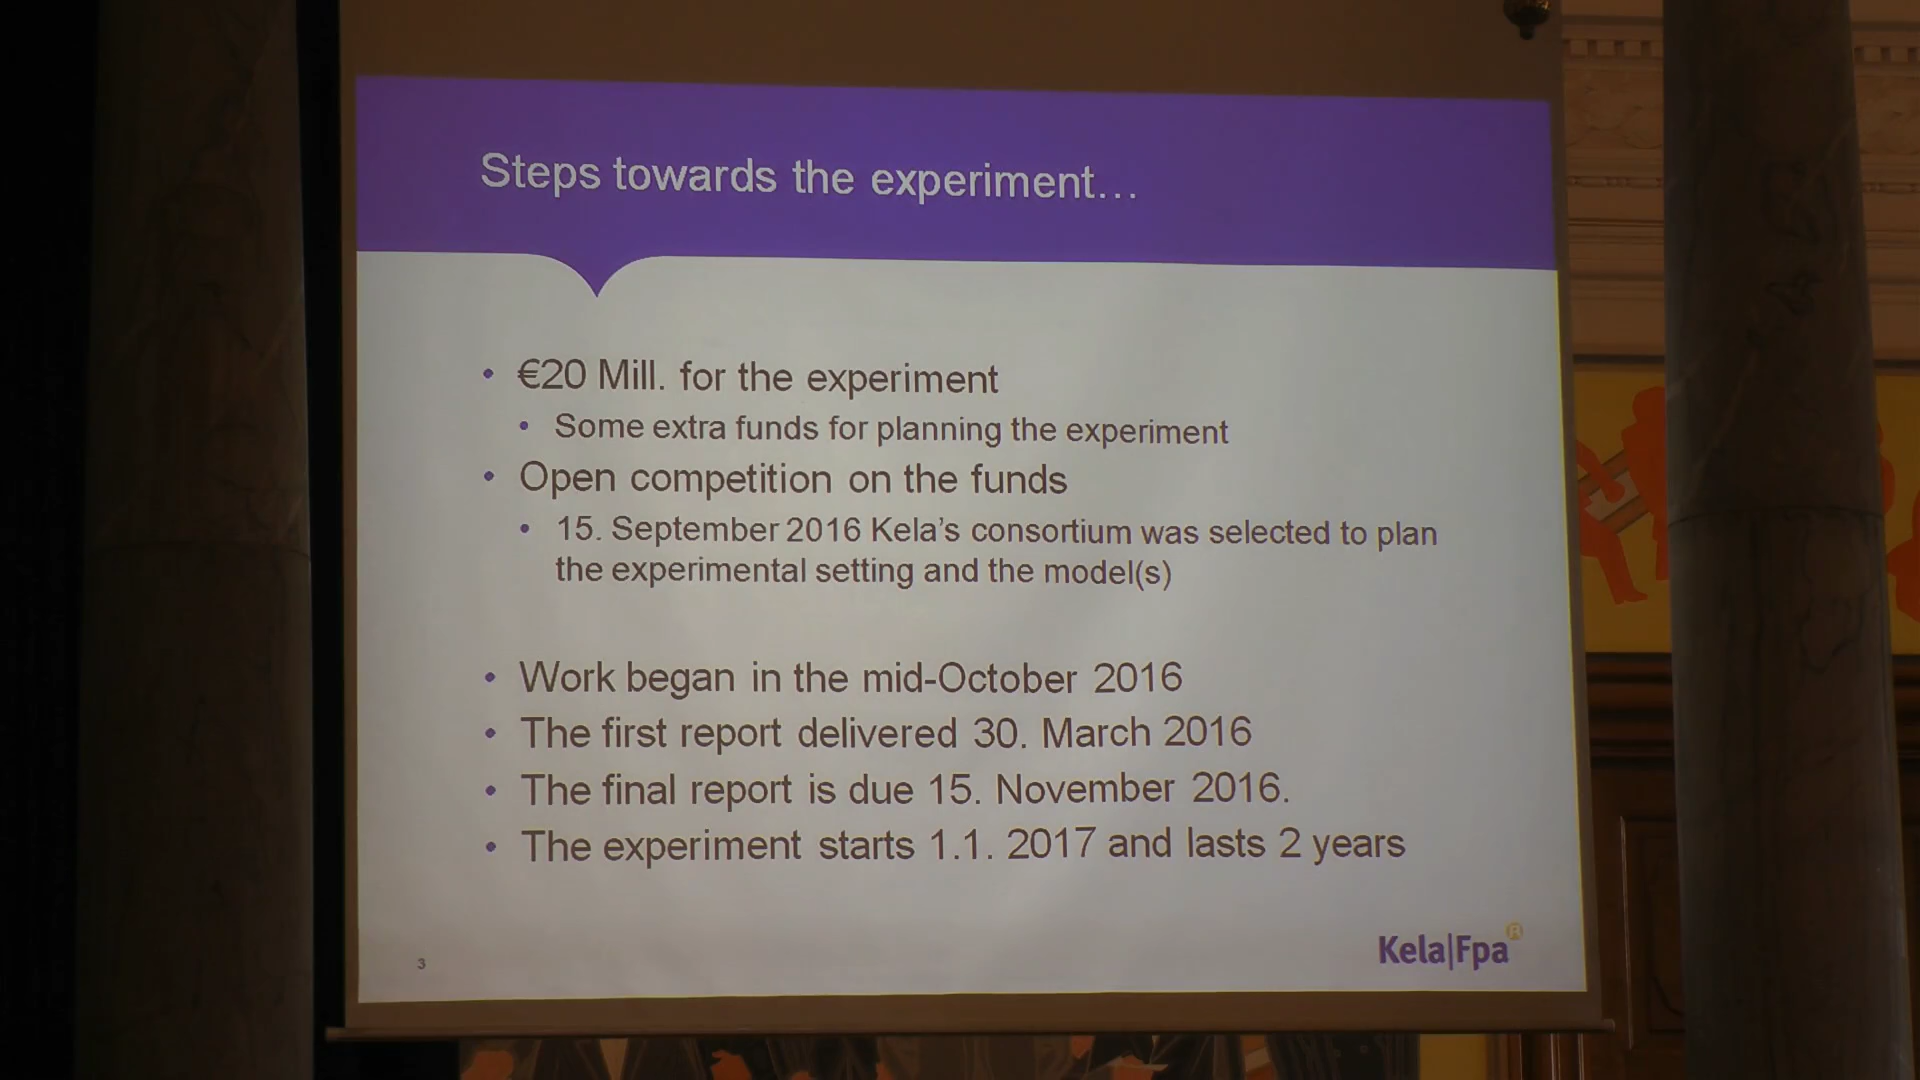 Steps towards the experiment…
• €20 Mill. for the experiment
• Some extra funds for planning the experiment
• Open competition on the funds
• 15. September 2016 Kela’s consortium was selected to plan
the experimental setting and the model(s)
• Work began in the mid-October 2016
• The first report delivered 30. March 2016
• The final report is due 15. November 2016.
• The experiment starts 1.1. 2017 and lasts 2 years
3
Kela|Fpa®